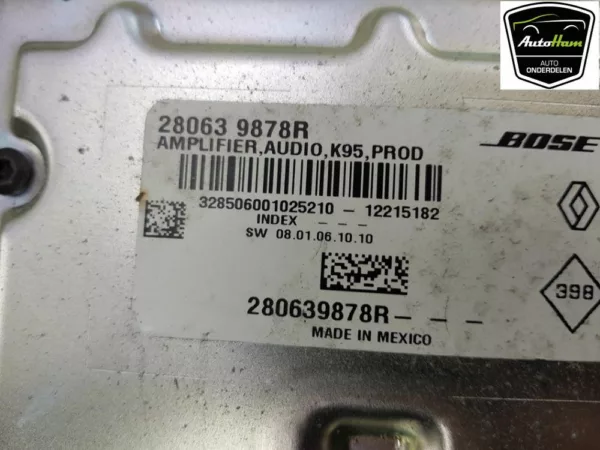 AutoHam
AUTO
ONDERDELEN
28063 9878R
AMPLIFIER,AUDIO,K95,PROD
BOSE
328506001025210 - 12215182
INDEX - - -
SW 08.01.06.10.10
398
280639878R- - -
MADE IN MEXICO